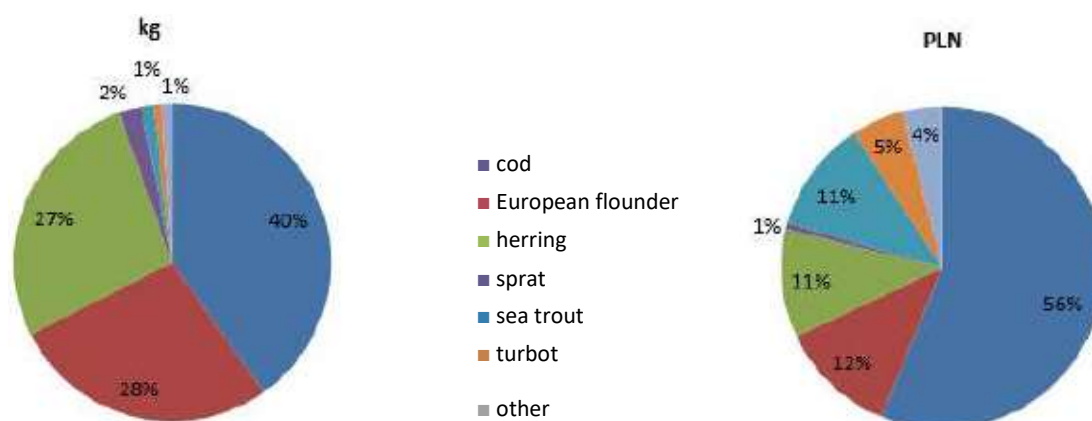 kg
1%
1%
2%
27%
40%
28%
cod
European flounder
herring
sprat
sea trout
turbot
other
PLN
4%
5%
11%
1%
11%
56%
12%